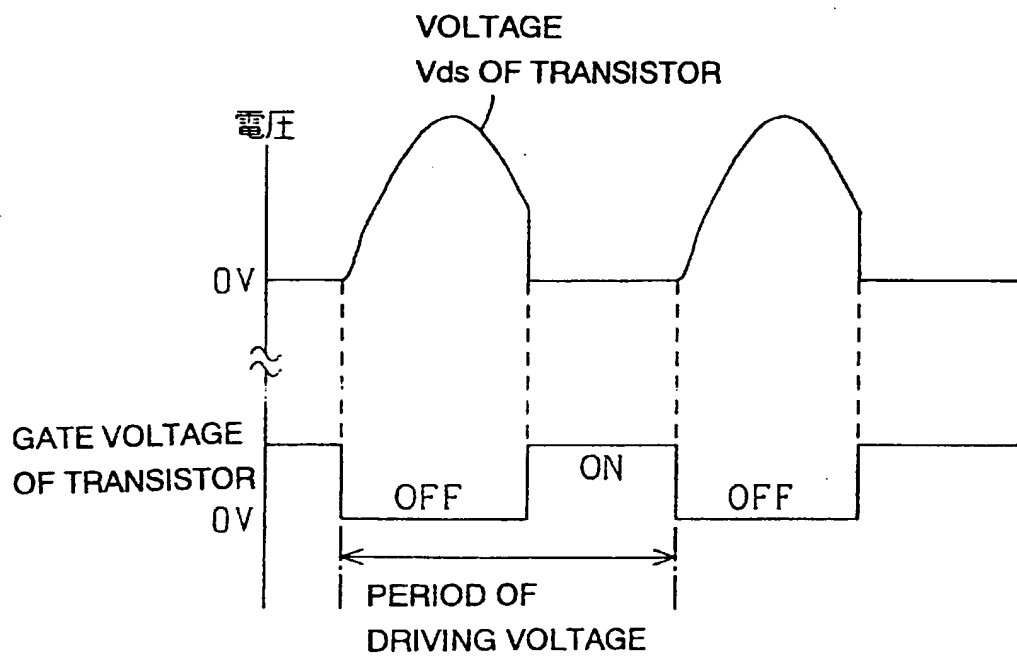 VOLTAGE
Vds OF TRANSISTOR
電圧
0V
GATE VOLTAGE
OF TRANSISTOR
ON
OFF
OFF
0V
PERIOD OF
DRIVING VOLTAGE